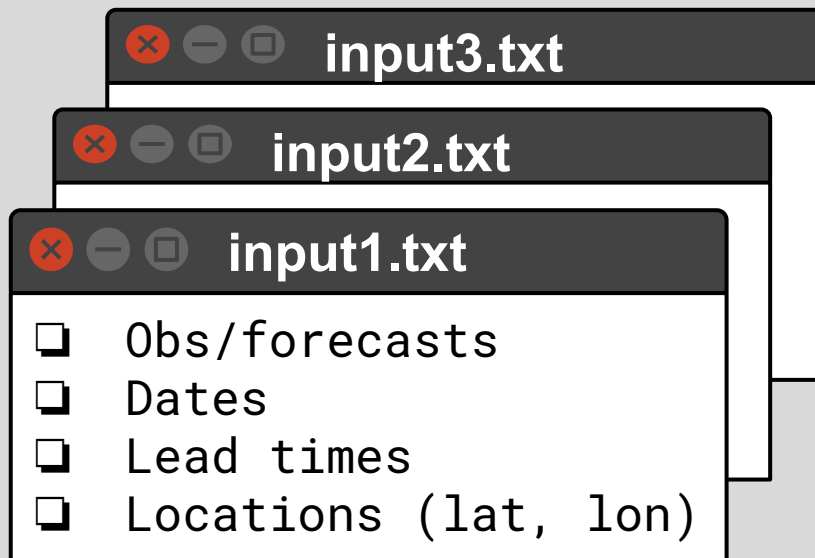 input3.txt
input2.txt
input1.txt
❏ Obs/forecasts
❏ Dates
❏ Lead times
❏ Locations (lat, lon)